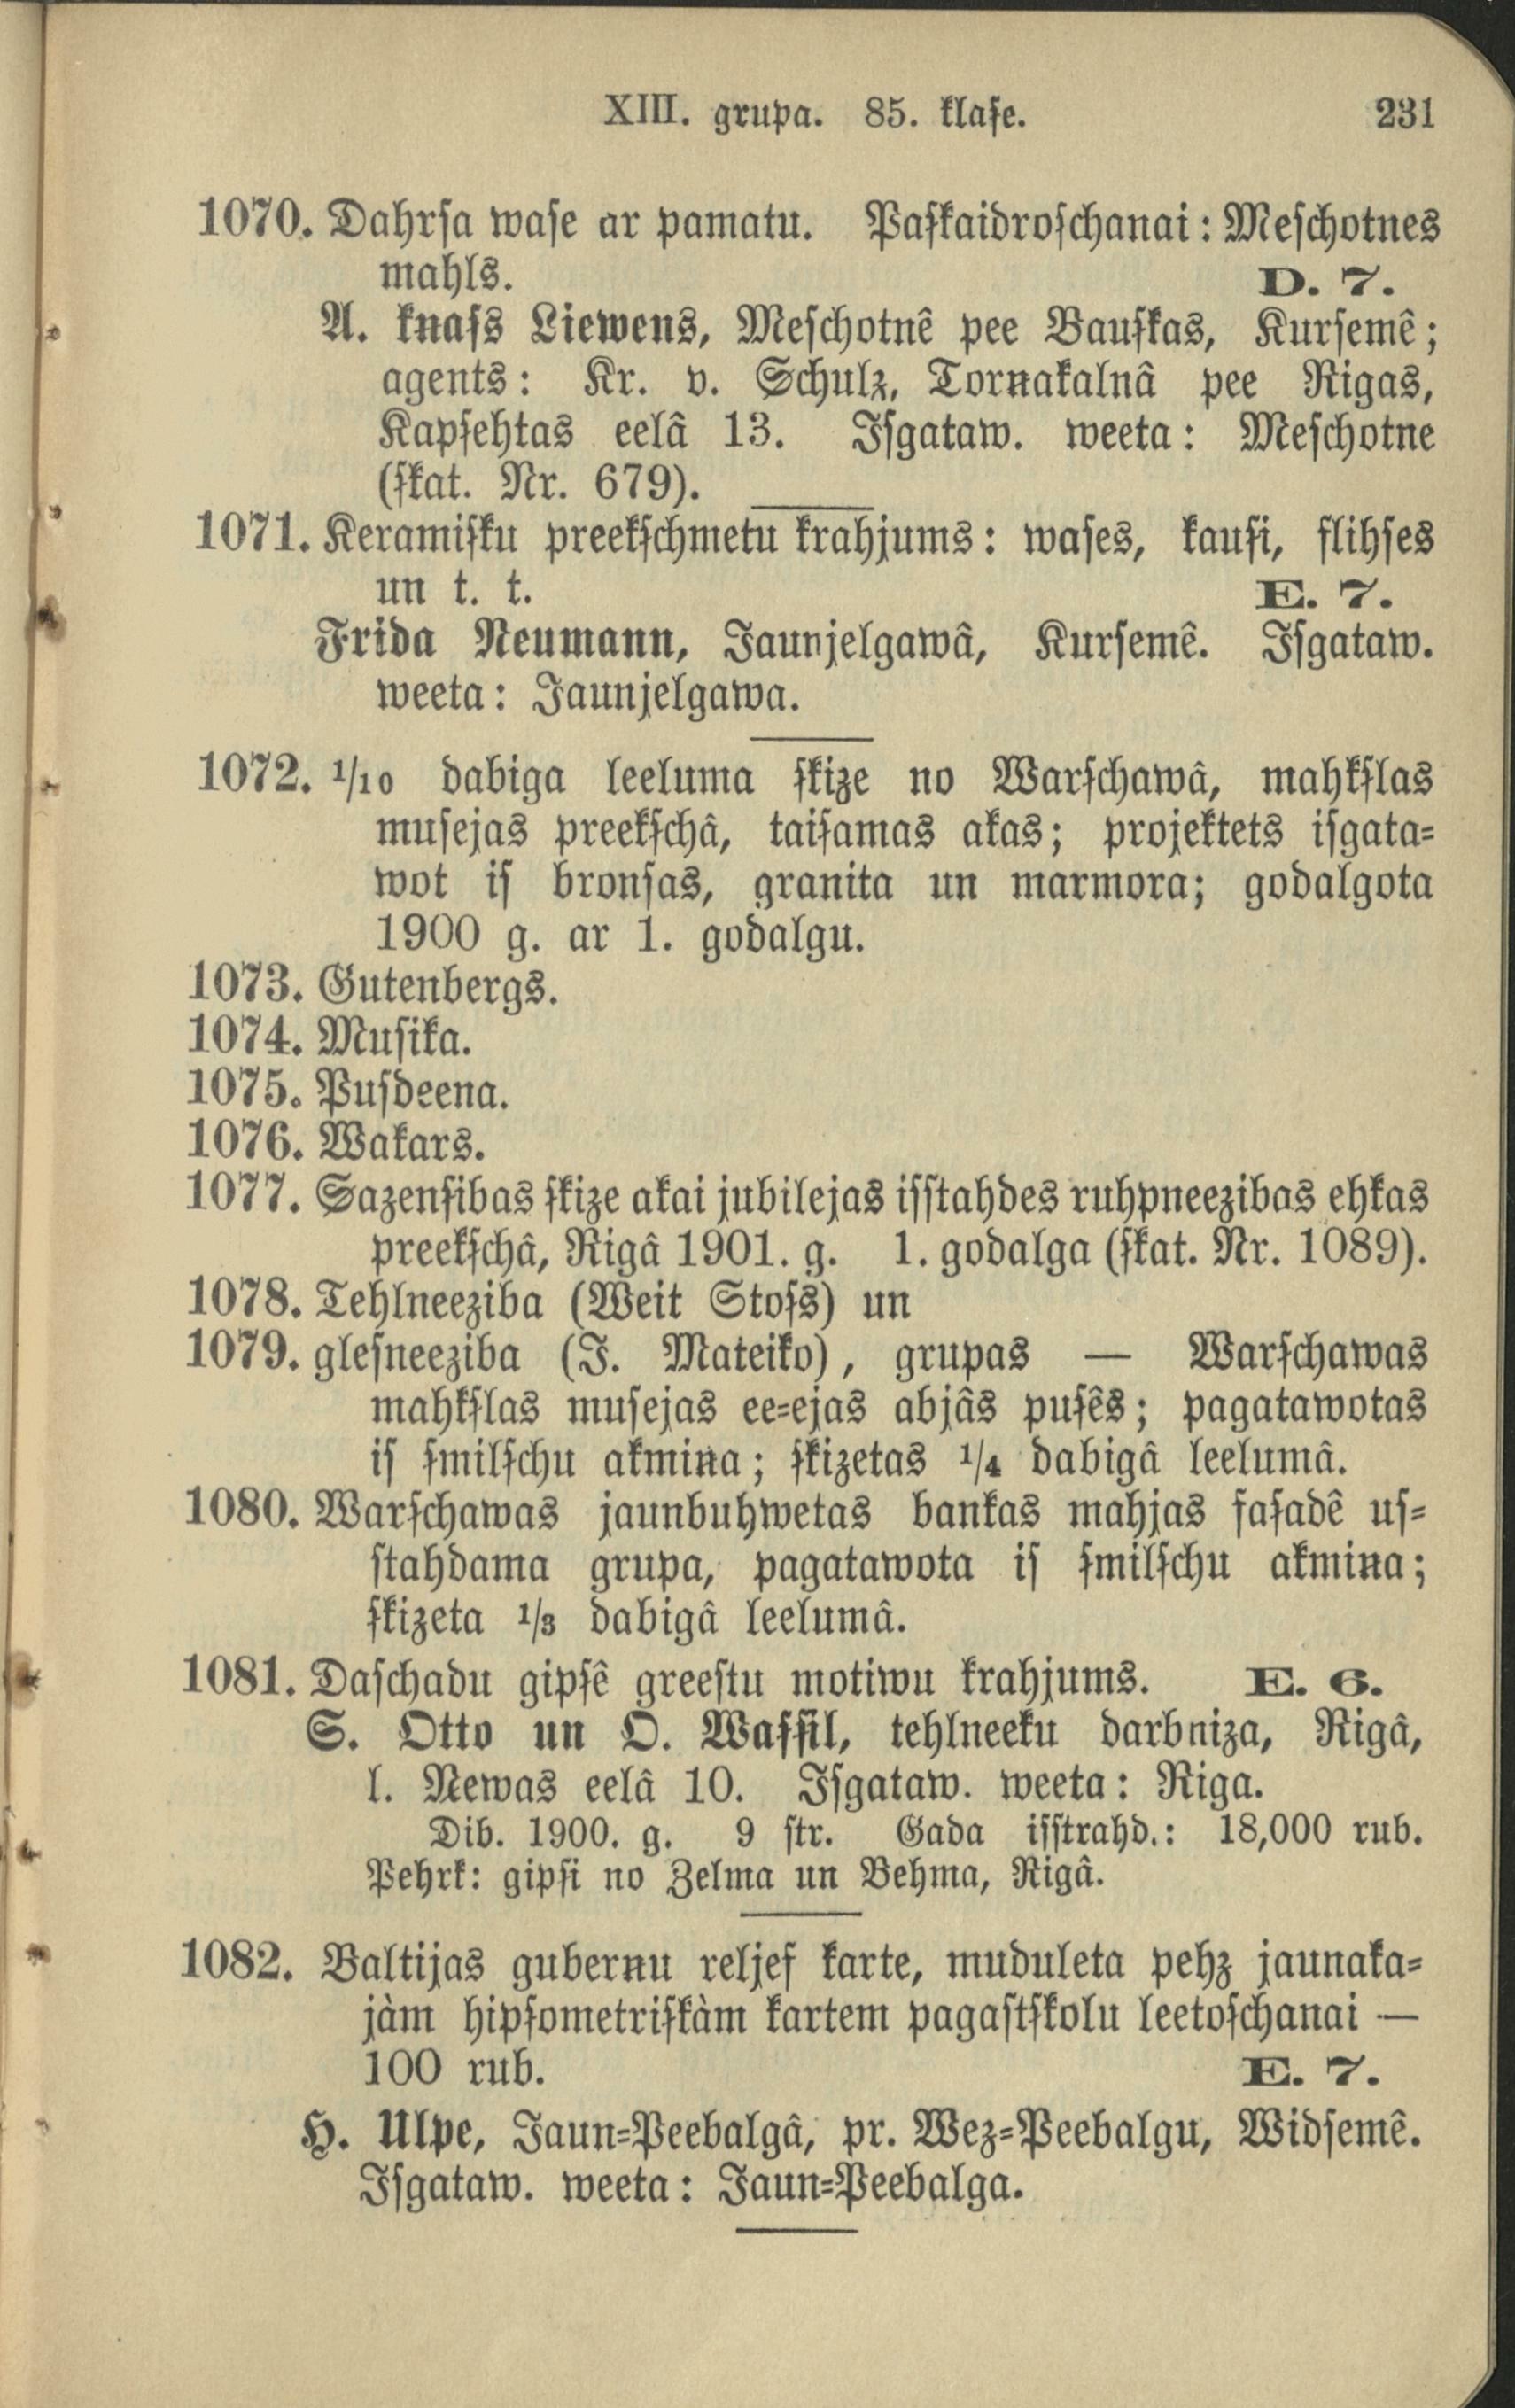 XIII. grupa. 85. klaſe. 231
1070. Dahrſa waſe ar pamatu. Paſkaidroſchanai: Meſchotnes
mahls. D. 7.
A. knaſs Liewens, Meſchotnê pee Bauſkas, Kurſemê;
agents: Kr. v. Schulz, Tornakalnâ pee Rigas,
Kapſehtas eelâ 13. Iſgataw. weeta: Meſchotne
(ſkat. Nr. 679).
1071. Keramiſku preekſchmetu krahjums: waſes, kauſi, flihſes
un t. t. E. 7.
Frida Neumann, Jaunjelgawâ, Kurſemê. Iſgataw.
weeta: Jaunjelgawa.
1072. 1/10 dabiga leeluma ſkize no Warſchawâ, mahkſlas
muſejas preekſchâ, taiſamas akas; projektets iſgata-
wot iſ bronſas, granita un marmora; godalgota
1900 g. ar 1. godalgu.
1073. Gutenbergs.
1074. Muſika.
1075. Pusdeena.
1076. Wakars.
1077. Sazenſibas ſkize akai jubilejas iſſtahdes ruhpneezibas ehkas
preekſchâ, Rigâ 1901. g. 1. godalga (ſkat. Nr. 1089).
1078. Tehlneeziba (Weit Stoſs) un
1079. gleſneeziba (J. Mateiko), grupas — Warſchawas
mahkſlas muſejas ee-ejas abjâs puſês; pagatawotas
iſ ſmilſchu akmina; ſkizetas 1/4 dabigâ leelumâ.
1080. Warſchawas jaunbuhwetas bankas mahjas faſadê uſ-
ſtahdama grupa, pagatawota iſ ſmilſchu akmina;
ſkizeta 1/3 dabigâ leelumâ.
1081. Daſchadu gipſê greeſtu motiwu krahjums. E. 6.
S. Otto un O. Waſſil, tehlneeku darbniza, Rigâ,
l. Newas eelâ 10. Iſgataw. weeta: Riga.
Dib. 1900. g. 9 ſtr. Gada iſſtrahd.: 18,000 rub.
Pehrk: gipſi no Zelma un Behma, Rigâ.
1082. Baltijas gubernu reljef karte, muduleta pehz jaunaka-
jàm hipſometriſkàm kartem pagaſtſkolu leetoſchanai —
100 rub. E. 7.
H. Ulpe, Jaun-Peebalgâ, pr. Wez-Peebalgu, Widſemê.
Iſgataw. weeta: Jaun-Peebalga.